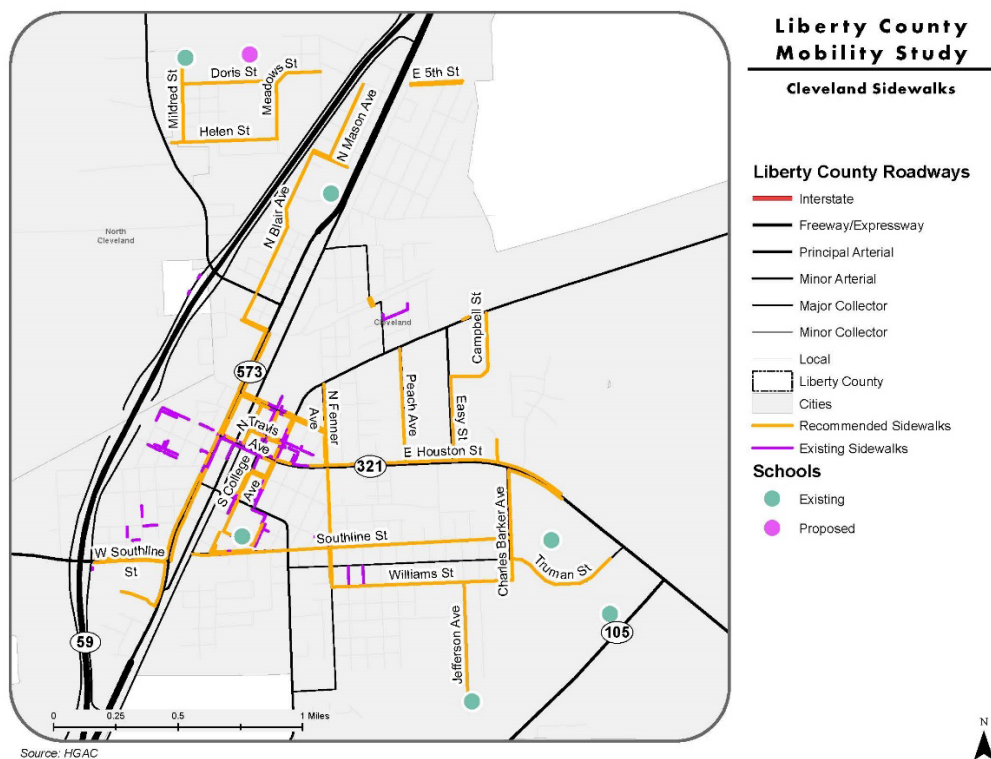 Liberty County
Mobility Study
Cleveland Sidewalks
Liberty County Roadways
Interstate
Freeway/Expressway
Principal Arterial
Minor Arterial
Major Collector
Minor Collector
Local
Liberty County
Cities
Recommended Sidewalks
Existing Sidewalks
Schools
Existing
Proposed
Mildred St
Doris St
Meadows St
Helen St
E 5th St
N Mason Ave
N Blair Ave
North
Cleveland
Cleveland
Campbell St
573
N Fenner
Ave
Peach Ave
Easy St
N Travis
Ave
E Houston St
321
S College
Ave
Charles Barker Ave
Southline St
W Southline
St
Truman St
Williams St
Jefferson Ave
59
105
0 0.25 0.5 1 Miles
Source: HGAC
N